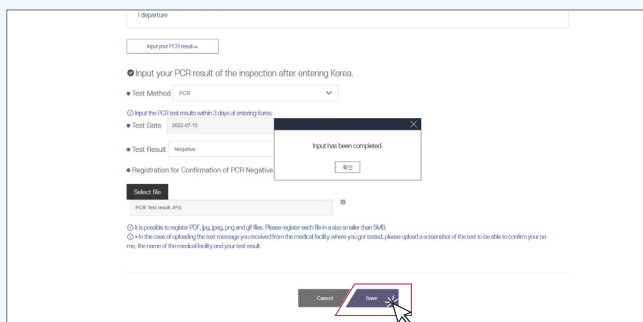 I departure
Input your PCR result
Input your PCR result of the inspection after entering Korea.
Test Method PCR
Input the PCR test results within 3 days of entering Korea.
Test Date 2022-07-15
Input has been completed.
Test Result Negative
확인
Registration for Confirmation of PCR Negative
Select file
PCR Test result.JPG
It is possible to register PDF, jpg, jpeg, png and gif files. Please register each file in a size smaller than 5MB.
* In the case of uploading the text message you received from the medical facility where you got tested, please upload a screenshot of the text to be able to confirm your na
me, the name of the medical facility and your test result.
Cancel Save